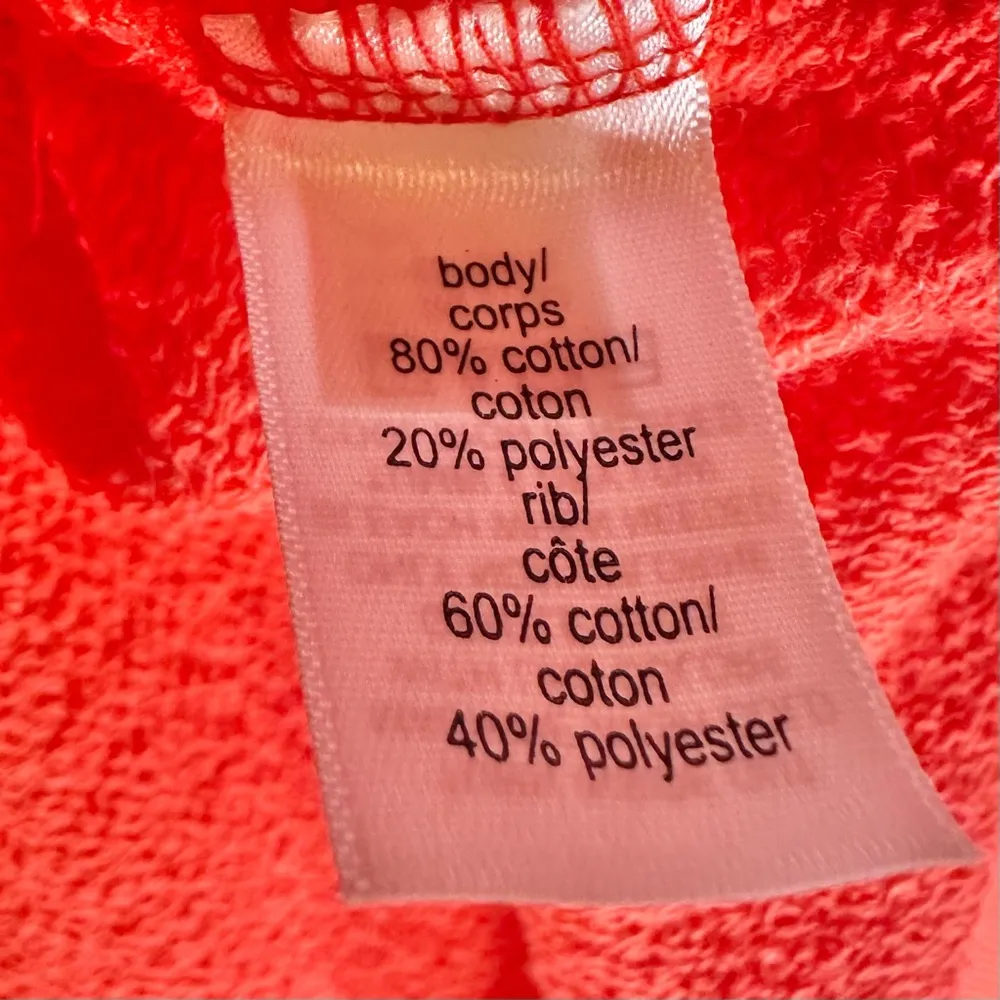 body/
corps
80% cotton/
coton
20% polyester
rib/
côte
60% cotton/
coton
40% polyester